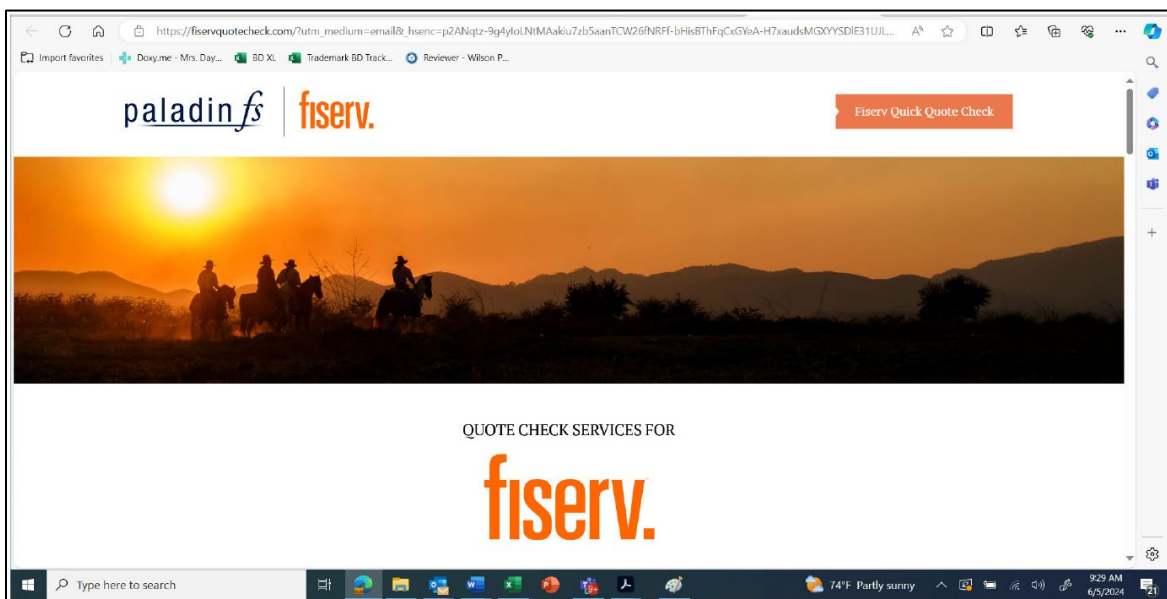 https://fiservquotecheck.com/?utm_medium=email&_hsenc=p2ANqtz-9g4yloLNtMAakiu7zb5aanTCW26fNRFf-bHisBThFqCxGYeA-H7xaudsMGXYYSDlE31UJL...
Import favorites Doxy.me - Mrs. Day... BD XL Trademark BD Track... Reviewer - Wilson P...
paladin fs fiserv.
Fiserv Quick Quote Check
QUOTE CHECK SERVICES FOR
fiserv.
Type here to search 74°F Partly sunny 9:29 AM
6/5/2024
21